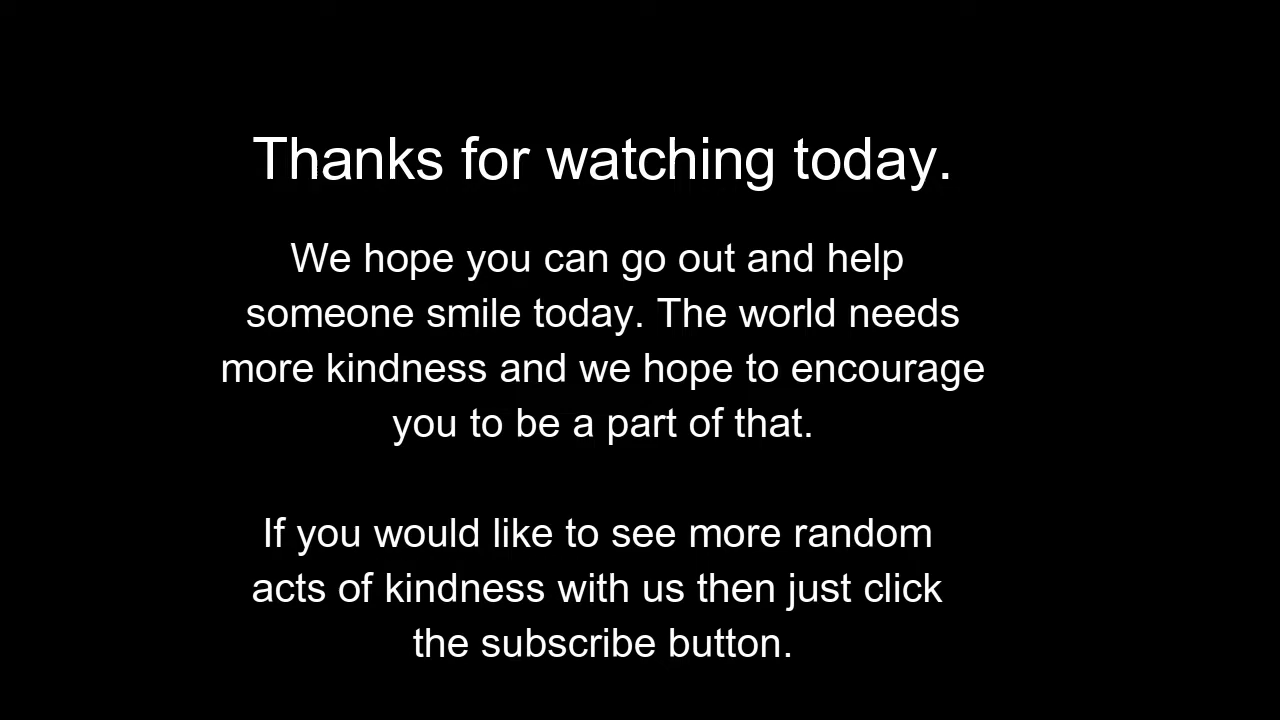 Thanks for watching today.
We hope you can go out and help
someone smile today. The world needs
more kindness and we hope to encourage
you to be a part of that.
If you would like to see more random
acts of kindness with us then just click
the subscribe button.